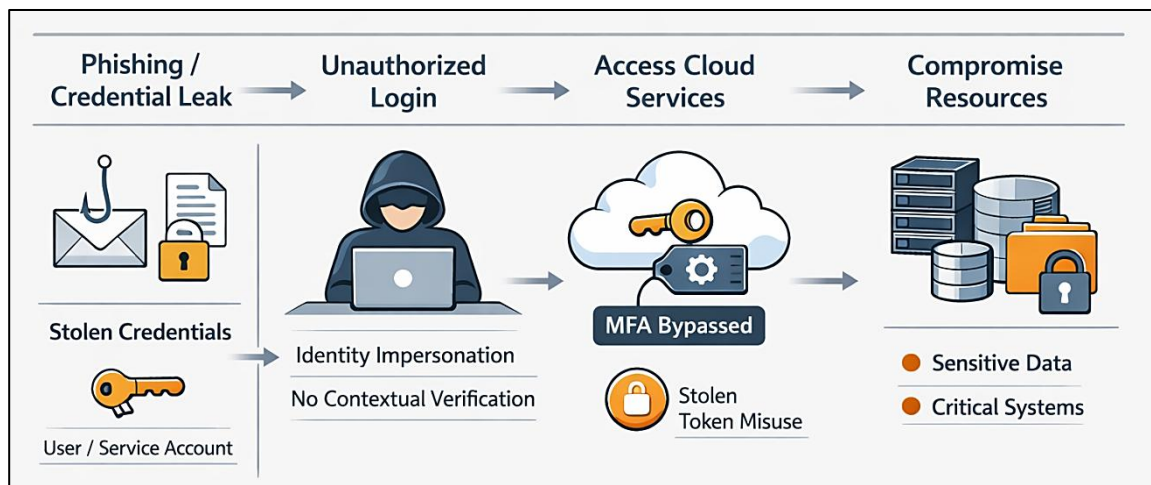 Phishing /
Credential Leak
Unauthorized
Login
Access Cloud
Services
Compromise
Resources
Stolen Credentials
User / Service Account
Identity Impersonation
No Contextual Verification
MFA Bypassed
Stolen
Token Misuse
Sensitive Data
Critical Systems